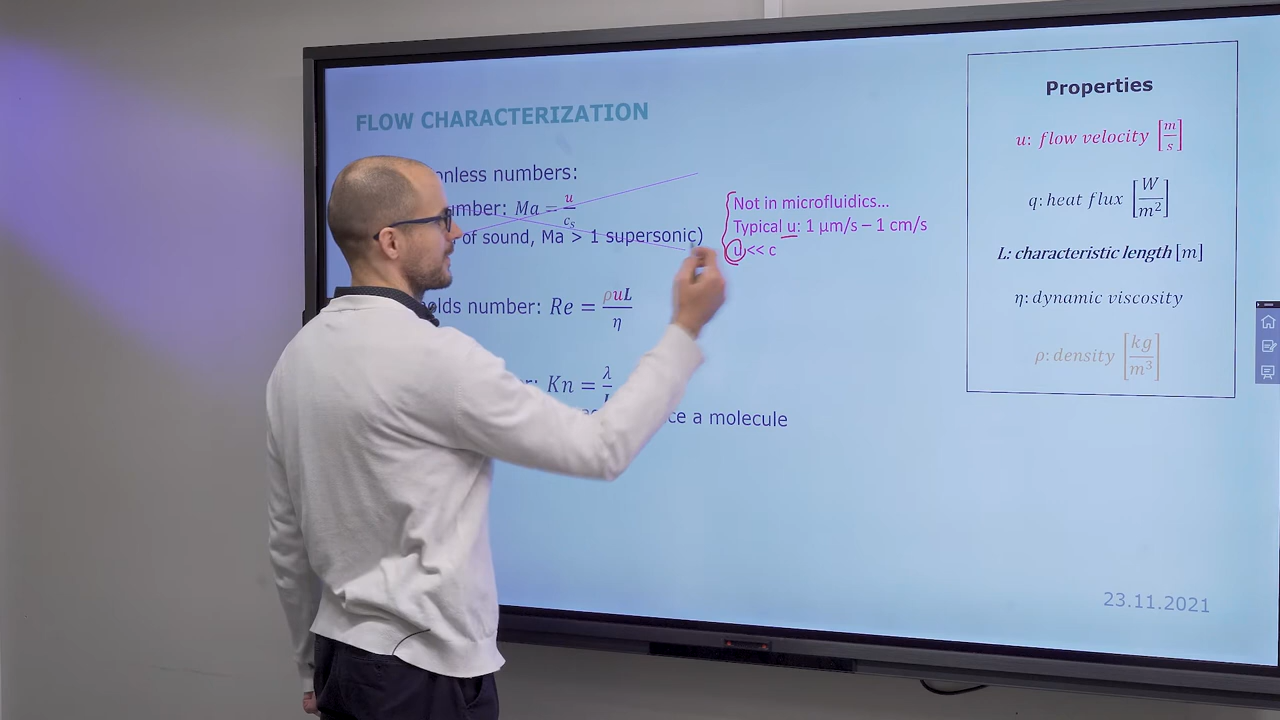 FLOW CHARACTERIZATION
onless numbers:
umber: Ma = u/c_s
of sound, Ma > 1 supersonic)
olds number: Re = ρuL/η
r: Kn = λ/
ce a molecule
Not in microfluidics...
Typical u: 1 μm/s – 1 cm/s
u << c
Properties
u: flow velocity [m/s]
q: heat flux [W/m²]
L: characteristic length [m]
η: dynamic viscosity
ρ: density [kg/m³]
23.11.2021